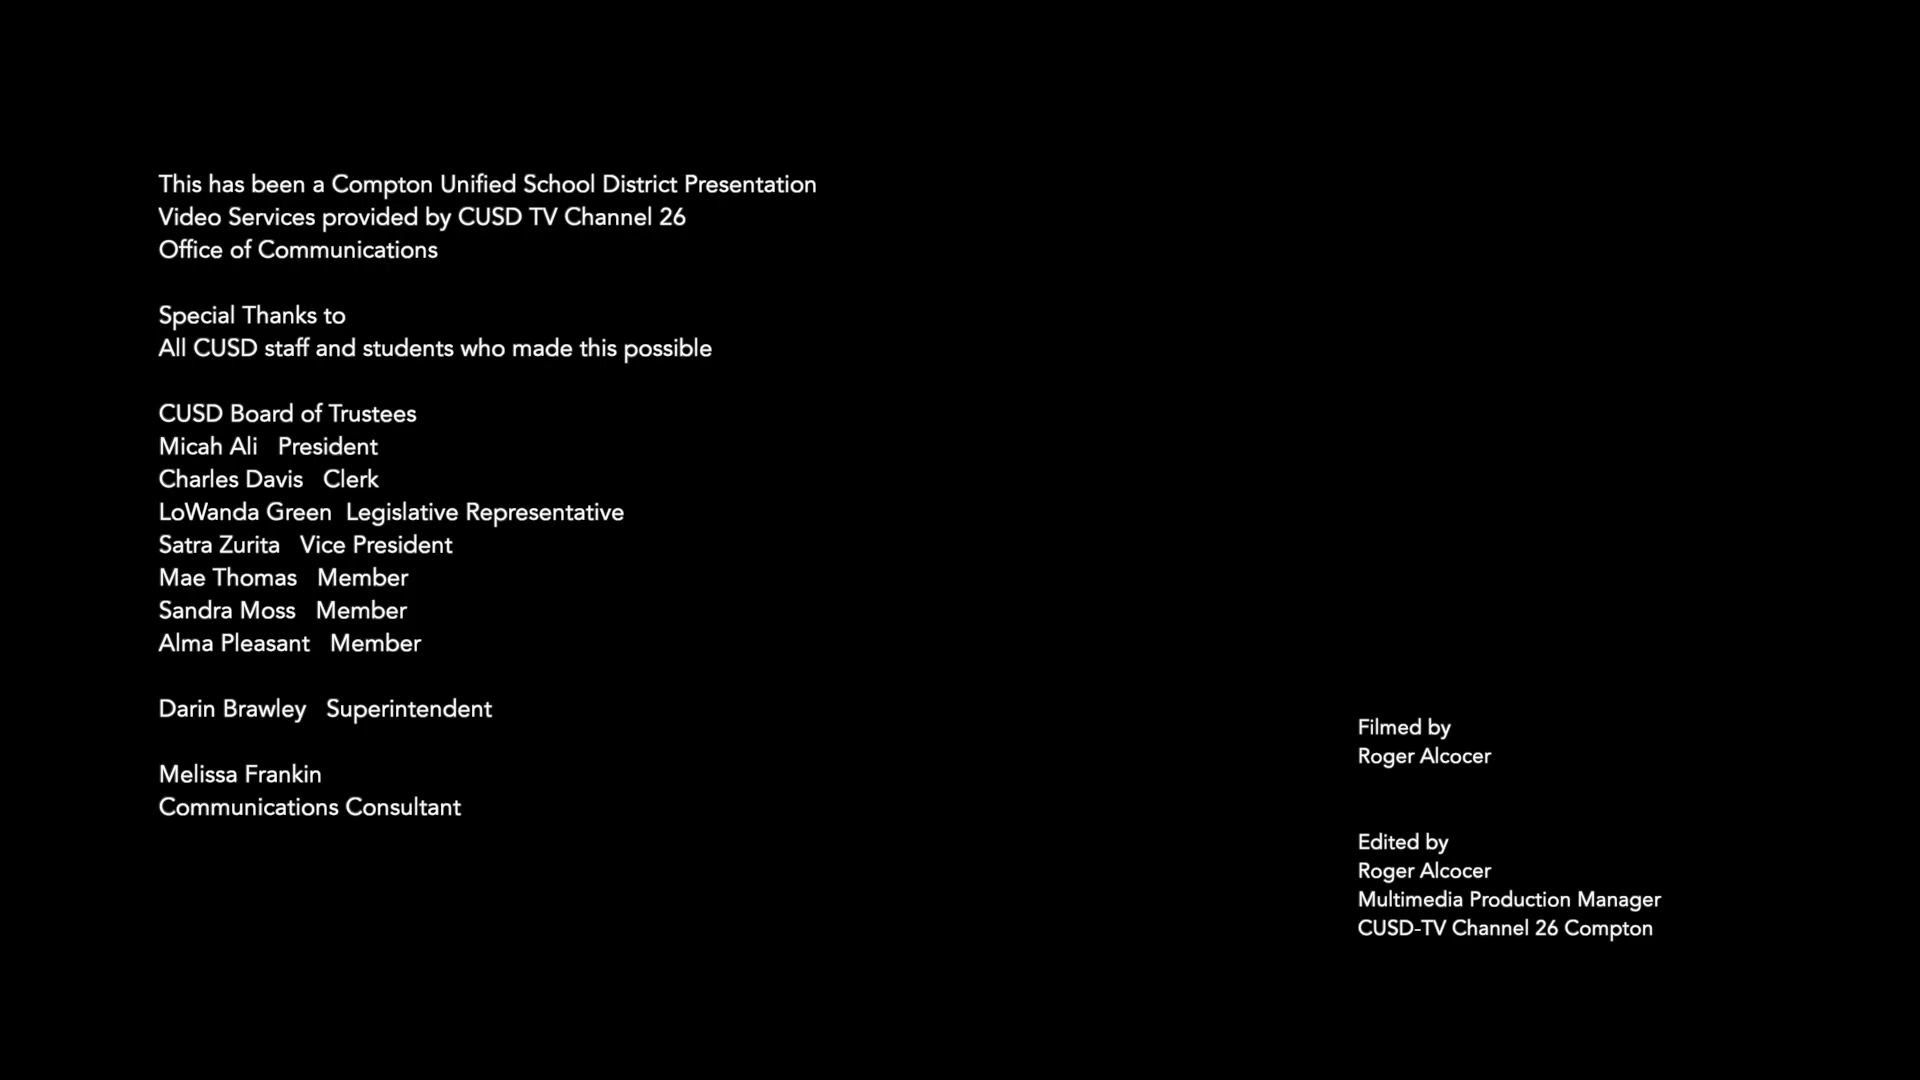 This has been a Compton Unified School District Presentation
Video Services provided by CUSD TV Channel 26
Office of Communications
Special Thanks to
All CUSD staff and students who made this possible
CUSD Board of Trustees
Micah Ali   President
Charles Davis   Clerk
LoWanda Green  Legislative Representative
Satra Zurita   Vice President
Mae Thomas   Member
Sandra Moss   Member
Alma Pleasant   Member
Darin Brawley   Superintendent
Melissa Frankin
Communications Consultant
Filmed by
Roger Alcocer
Edited by
Roger Alcocer
Multimedia Production Manager
CUSD-TV Channel 26 Compton